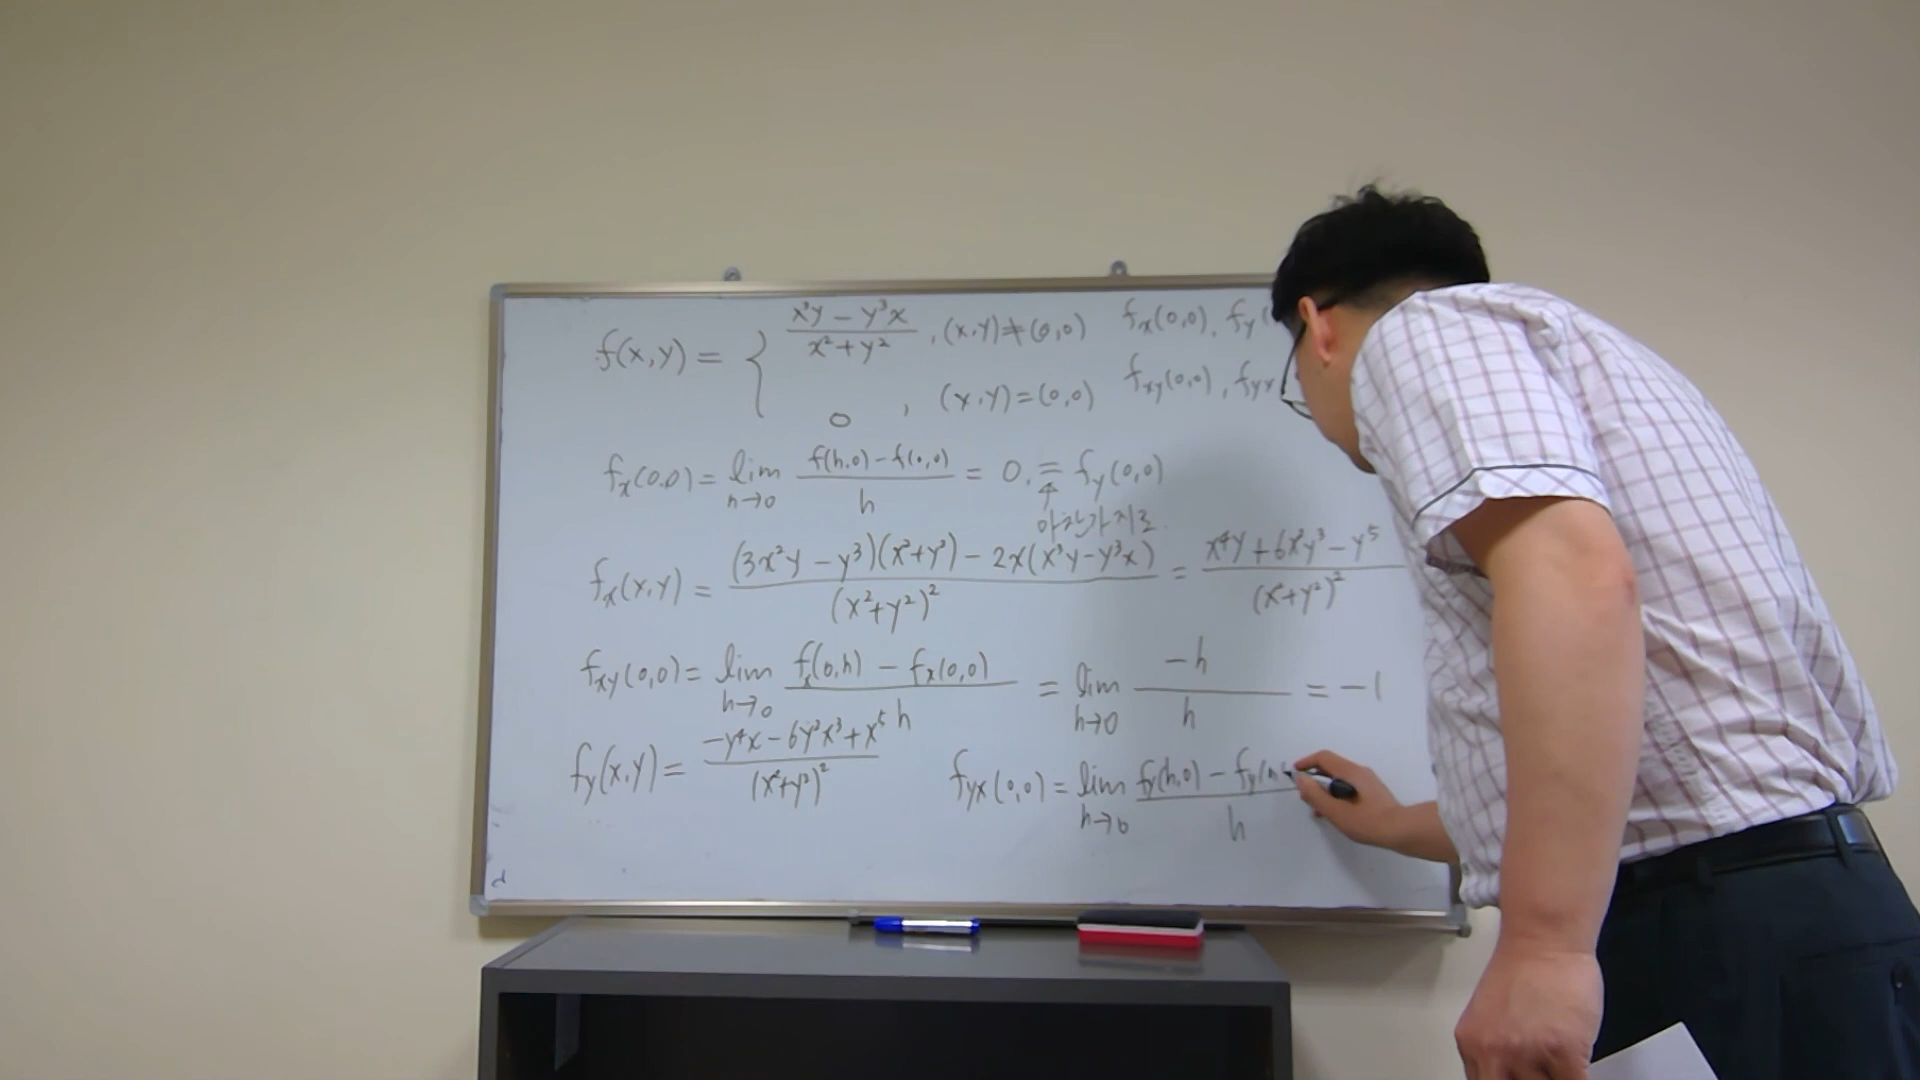 f(x,y) = { x³y − y³x / x² + y² , (x,y) ≠ (0,0) fx(0,0), fy(
0 , (x,y) = (0,0) fxy(0,0), fyx
fx(0,0) = lim h→0 f(h,0) − f(0,0) / h = 0. = fy(0,0)
↑
마찬가지로.
fx(x,y) = (3x²y − y³)(x²+y²) − 2x(x³y − y³x) / (x²+y²)² = x⁴y + 6x²y³ − y⁵ / (x²+y²)²
fxy(0,0) = lim h→0 fx(0,h) − fx(0,0) / h = lim h→0 −h / h = −1
fy(x,y) = −y⁴x − 6y²x³ + x⁵ / (x²+y²)² fyx(0,0) = lim h→0 fy(h,0) − fy(0, / h